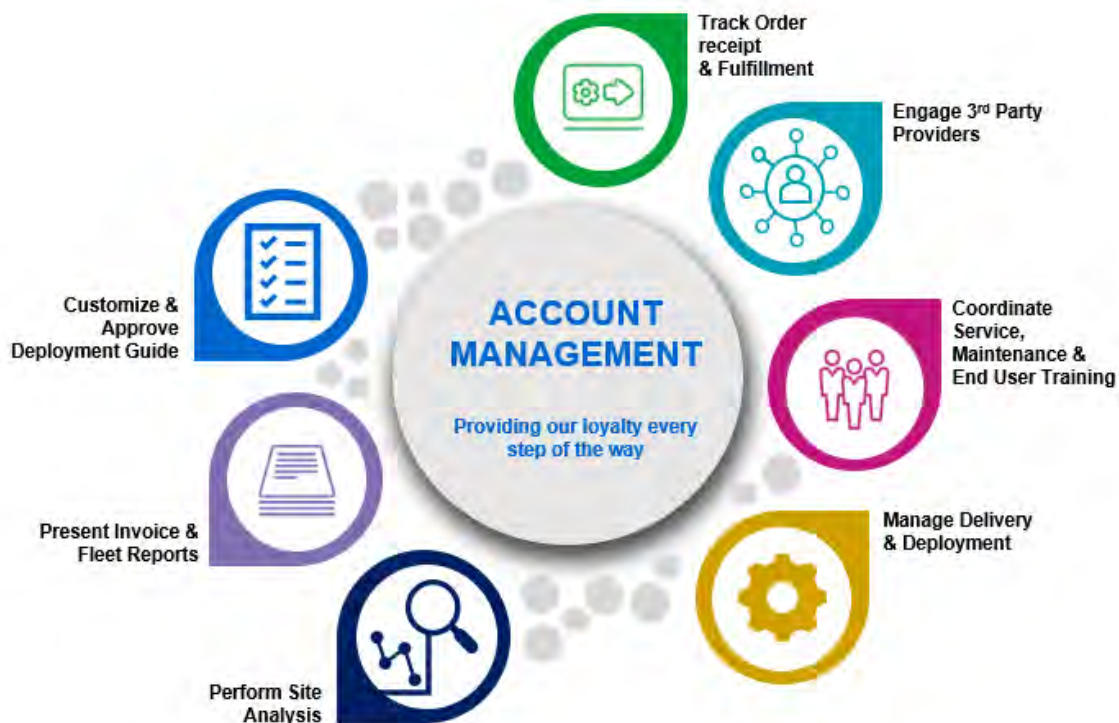 Track Order
receipt
& Fulfillment
Engage 3rd Party
Providers
Coordinate
Service,
Maintenance &
End User Training
Manage Delivery
& Deployment
Perform Site
Analysis
Present Invoice &
Fleet Reports
Customize &
Approve
Deployment Guide
ACCOUNT
MANAGEMENT
Providing our loyalty every
step of the way